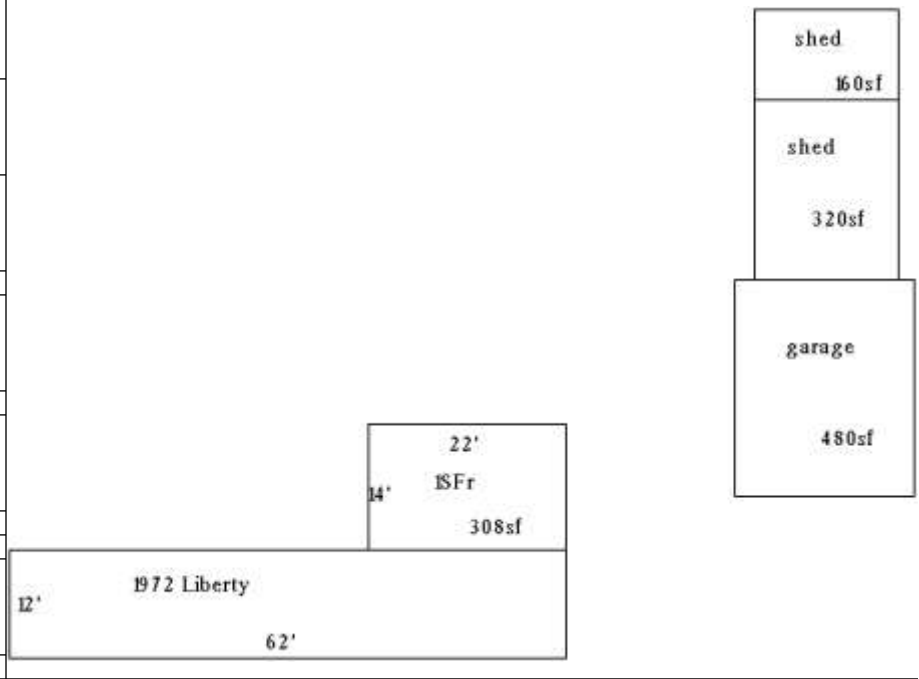 shed
160sf
shed
320sf
garage
480sf
22'
14'
1SFr
308sf
1972 Liberty
12'
62'